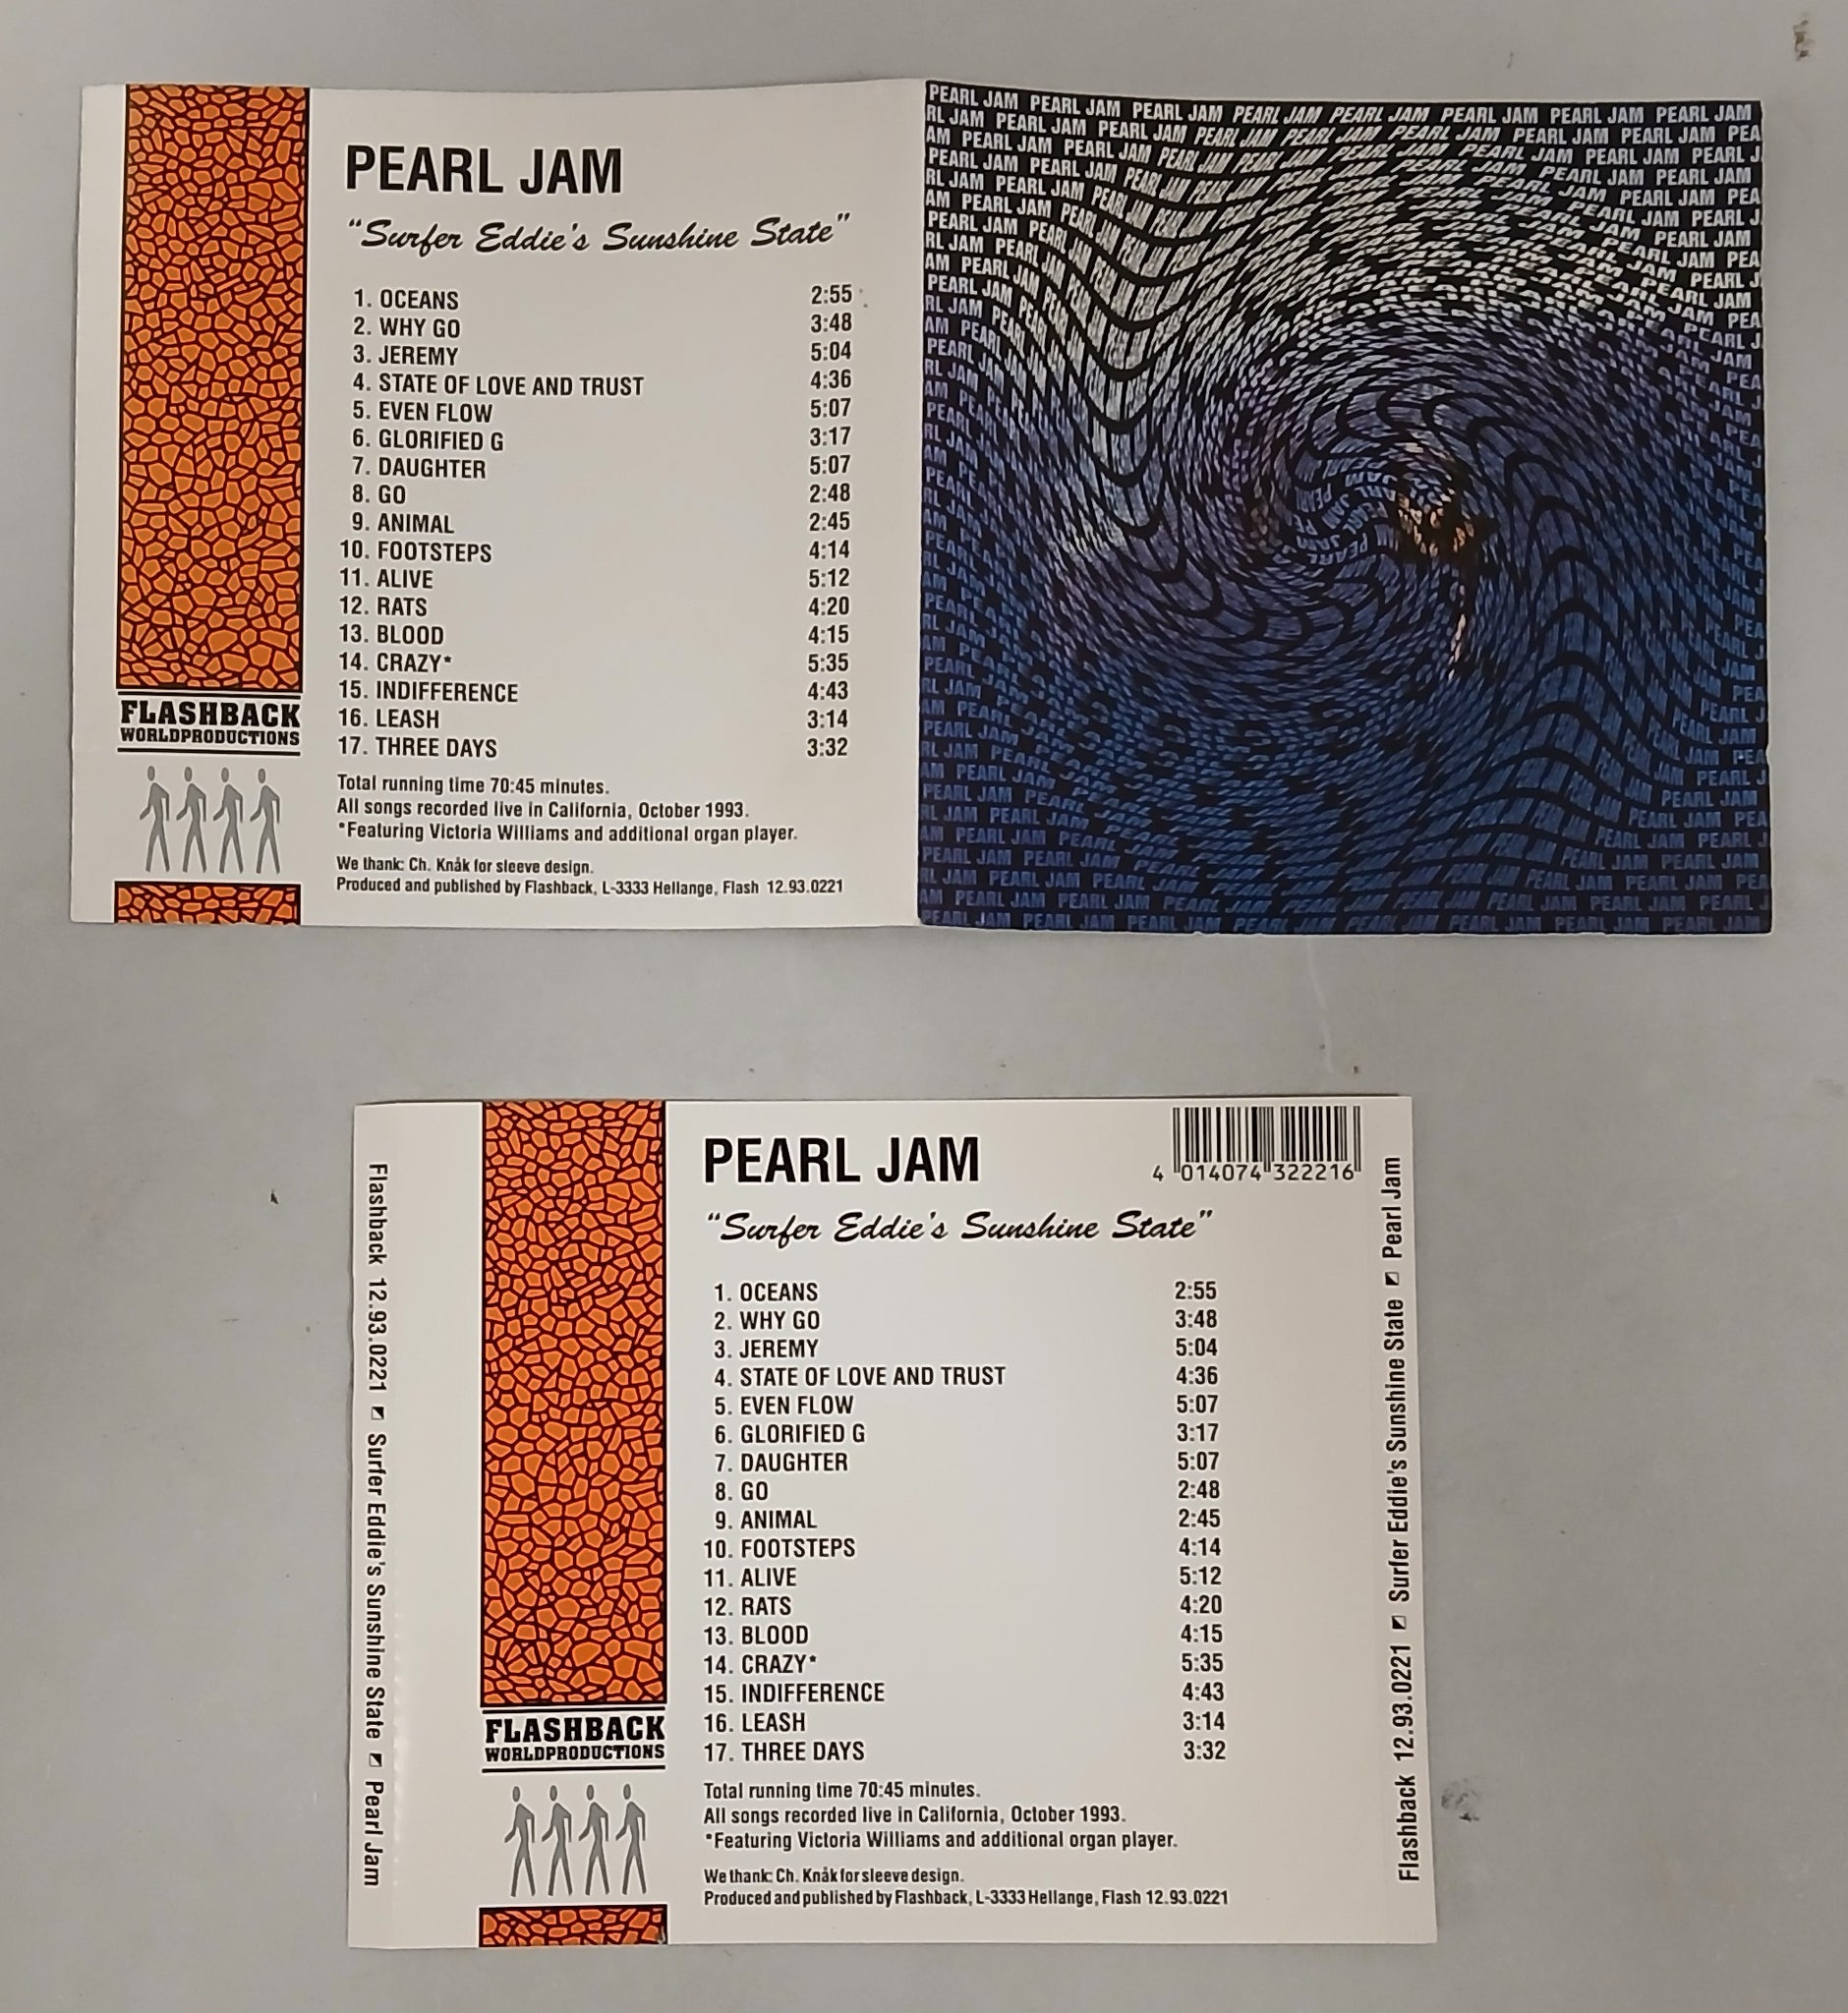 PEARL JAM
"Surfer Eddie's Sunshine State"
1. OCEANS 2:55
2. WHY GO 3:48
3. JEREMY 5:04
4. STATE OF LOVE AND TRUST 4:36
5. EVEN FLOW 5:07
6. GLORIFIED G 3:17
7. DAUGHTER 5:07
8. GO 2:48
9. ANIMAL 2:45
10. FOOTSTEPS 4:14
11. ALIVE 5:12
12. RATS 4:20
13. BLOOD 4:15
14. CRAZY* 5:35
15. INDIFFERENCE 4:43
16. LEASH 3:14
17. THREE DAYS 3:32
Total running time 70:45 minutes.
All songs recorded live in California, October 1993.
*Featuring Victoria Williams and additional organ player.
We thank: Ch. Knåk for sleeve design.
Produced and published by Flashback, L-3333 Hellange, Flash 12.93.0221
FLASHBACK
WORLDPRODUCTIONS
PEARL JAM PEARL JAM PEARL JAM PEARL JAM PEARL JAM PEARL JAM PEARL JAM PEARL JAM
Flashback 12.93.0221 Surfer Eddie's Sunshine State Pearl Jam
PEARL JAM
4 014074 322216
"Surfer Eddie's Sunshine State"
1. OCEANS 2:55
2. WHY GO 3:48
3. JEREMY 5:04
4. STATE OF LOVE AND TRUST 4:36
5. EVEN FLOW 5:07
6. GLORIFIED G 3:17
7. DAUGHTER 5:07
8. GO 2:48
9. ANIMAL 2:45
10. FOOTSTEPS 4:14
11. ALIVE 5:12
12. RATS 4:20
13. BLOOD 4:15
14. CRAZY* 5:35
15. INDIFFERENCE 4:43
16. LEASH 3:14
17. THREE DAYS 3:32
Total running time 70:45 minutes.
All songs recorded live in California, October 1993.
*Featuring Victoria Williams and additional organ player.
We thank: Ch. Knåk for sleeve design.
Produced and published by Flashback, L-3333 Hellange, Flash 12.93.0221
FLASHBACK
WORLDPRODUCTIONS
Flashback 12.93.0221 Surfer Eddie's Sunshine State Pearl Jam